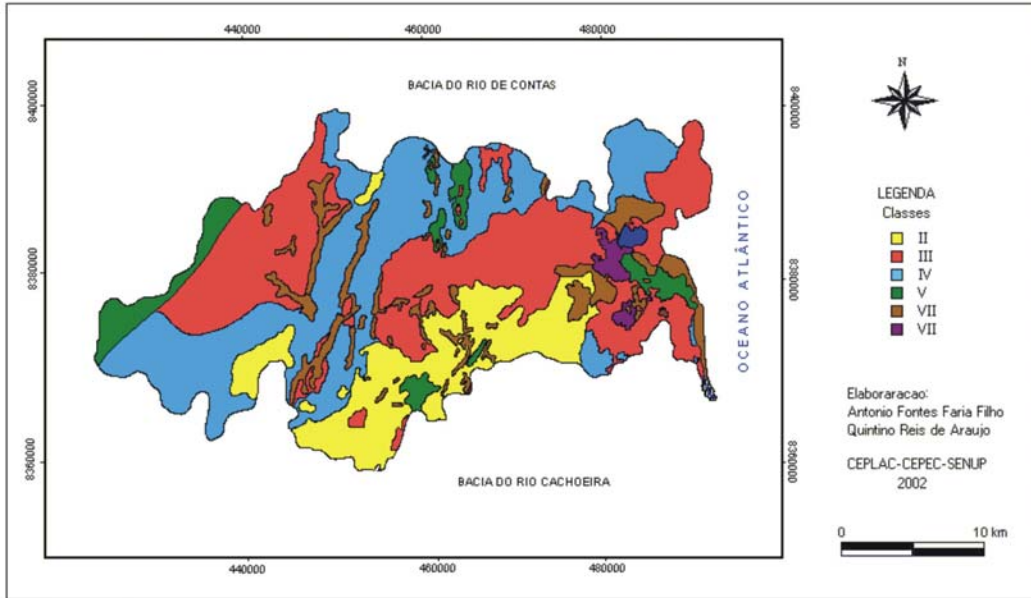 440000
460000
480000
BACIA DO RIO DE CONTAS
N
8400000
8400000
LEGENDA
Classes
II
III
IV
V
VII
VII
8380000
8380000
OCEANO ATLÂNTICO
Elaboraracao:
Antonio Fontes Faria Filho
Quintino Reis de Araujo
8360000
8360000
CEPLAC-CEPEC-SENUP
2002
BACIA DO RIO CACHOEIRA
0 10 km
440000
460000
480000